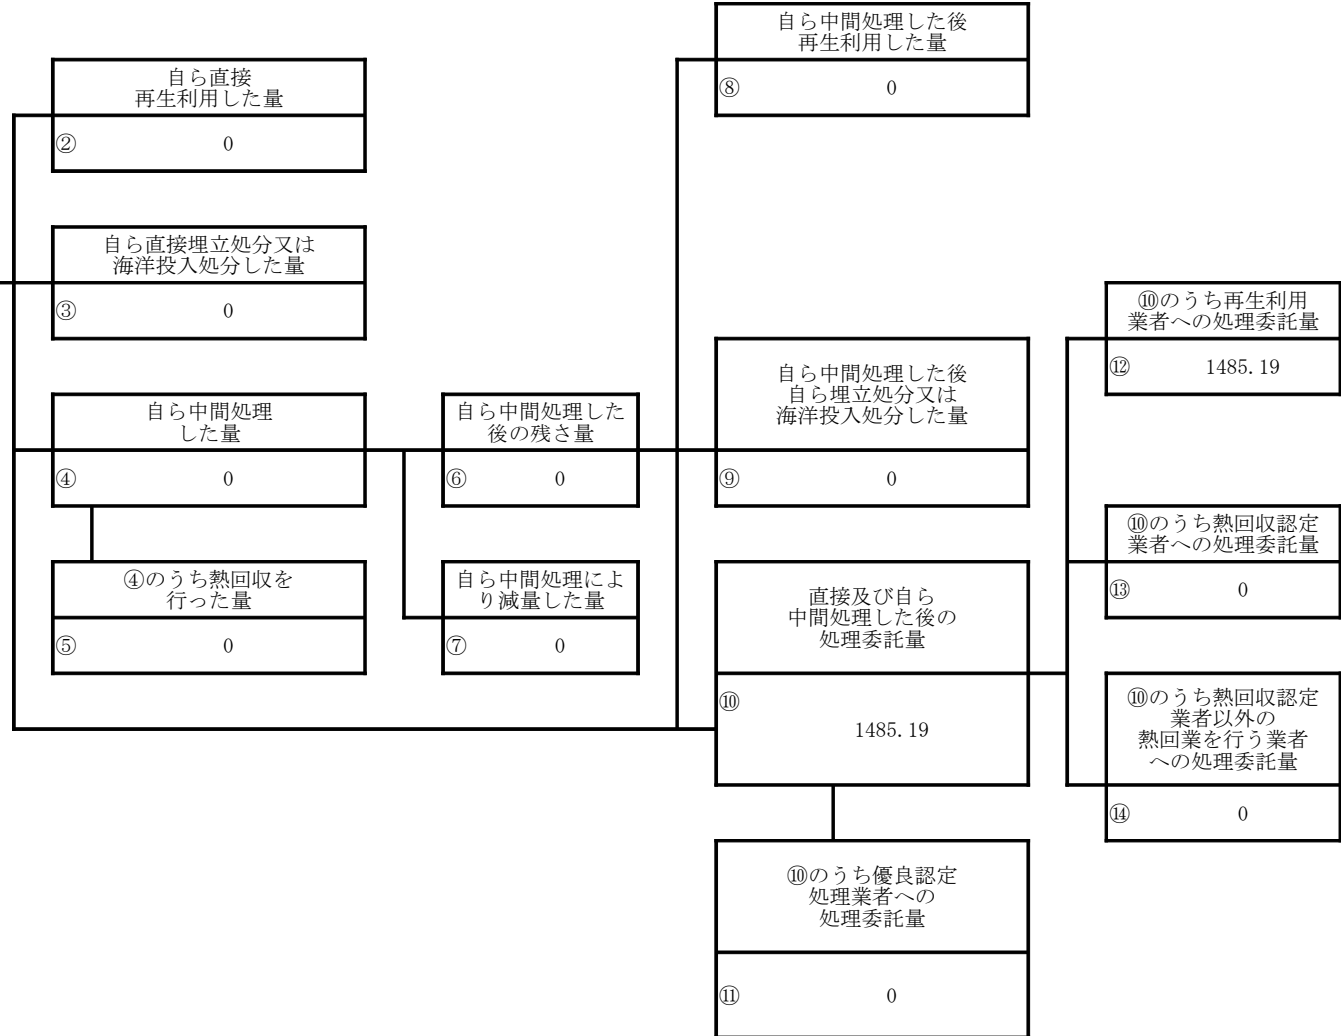 自ら中間処理した後
再生利用した量
⑧ 0
自ら直接
再生利用した量
② 0
自ら直接埋立処分又は
海洋投入処分した量
③ 0
⑩のうち再生利用
業者への処理委託量
⑫ 1485.19
自ら中間処理した後
自ら埋立処分又は
海洋投入処分した量
⑨ 0
自ら中間処理
した量
④ 0
自ら中間処理した
後の残さ量
⑥ 0
⑩のうち熱回収認定
業者への処理委託量
⑬ 0
④のうち熱回収を
行った量
⑤ 0
自ら中間処理によ
り減量した量
⑦ 0
直接及び自ら
中間処理した後の
処理委託量
⑩
1485.19
⑩のうち熱回収認定
業者以外の
熱回業を行う業者
への処理委託量
⑭ 0
⑩のうち優良認定
処理業者への
処理委託量
⑪ 0